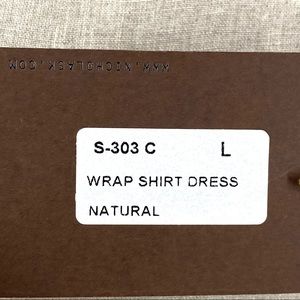 WWW.NICHOLASK.COM
S-303 C L
WRAP SHIRT DRESS
NATURAL